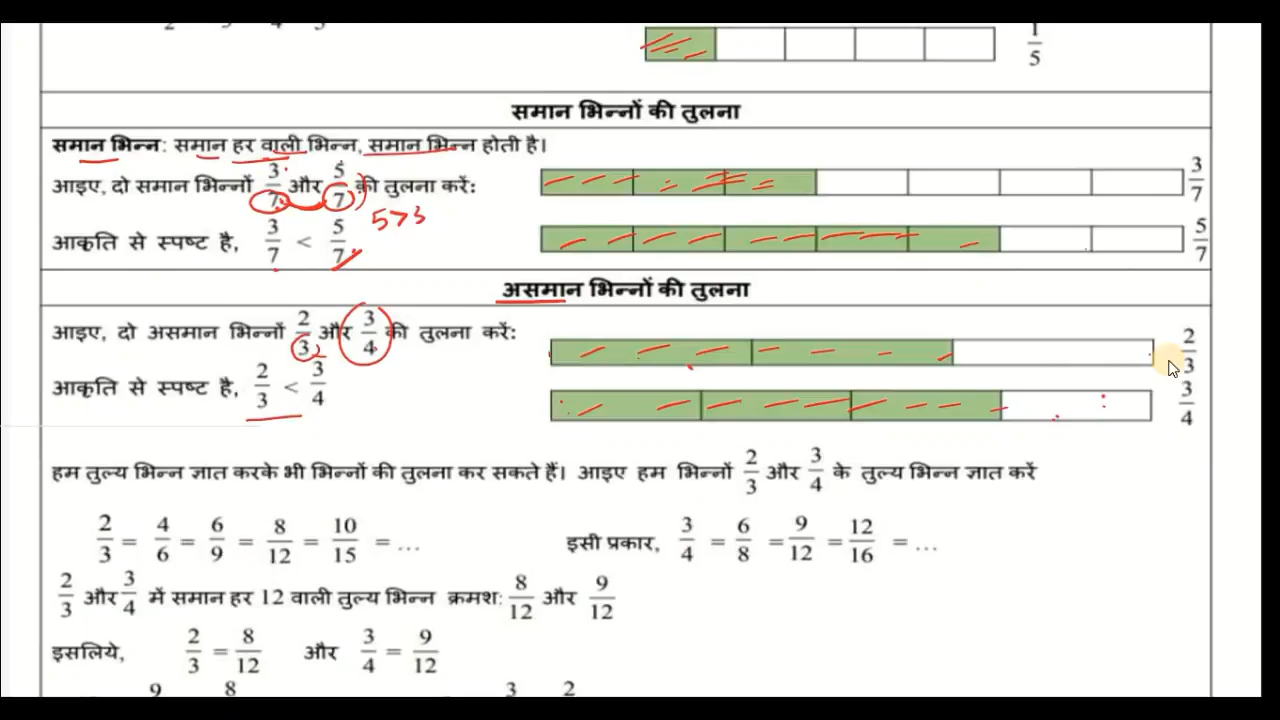 1/5
समान भिन्नों की तुलना
समान भिन्न: समान हर वाली भिन्न, समान भिन्न होती है।
आइए, दो समान भिन्नों 3/7 और 5/7 की तुलना करें:
3/7
5>3
आकृति से स्पष्ट है, 3/7 < 5/7
5/7
असमान भिन्नों की तुलना
आइए, दो असमान भिन्नों 2/3 और 3/4 की तुलना करें:
2/3
आकृति से स्पष्ट है, 2/3 < 3/4
3/4
हम तुल्य भिन्न ज्ञात करके भी भिन्नों की तुलना कर सकते हैं। आइए हम भिन्नों 2/3 और 3/4 के तुल्य भिन्न ज्ञात करें
2/3 = 4/6 = 6/9 = 8/12 = 10/15 = ... इसी प्रकार, 3/4 = 6/8 = 9/12 = 12/16 = ...
2/3 और 3/4 में समान हर 12 वाली तुल्य भिन्न क्रमश: 8/12 और 9/12
इसलिये, 2/3 = 8/12 और 3/4 = 9/12
9 8 3 2